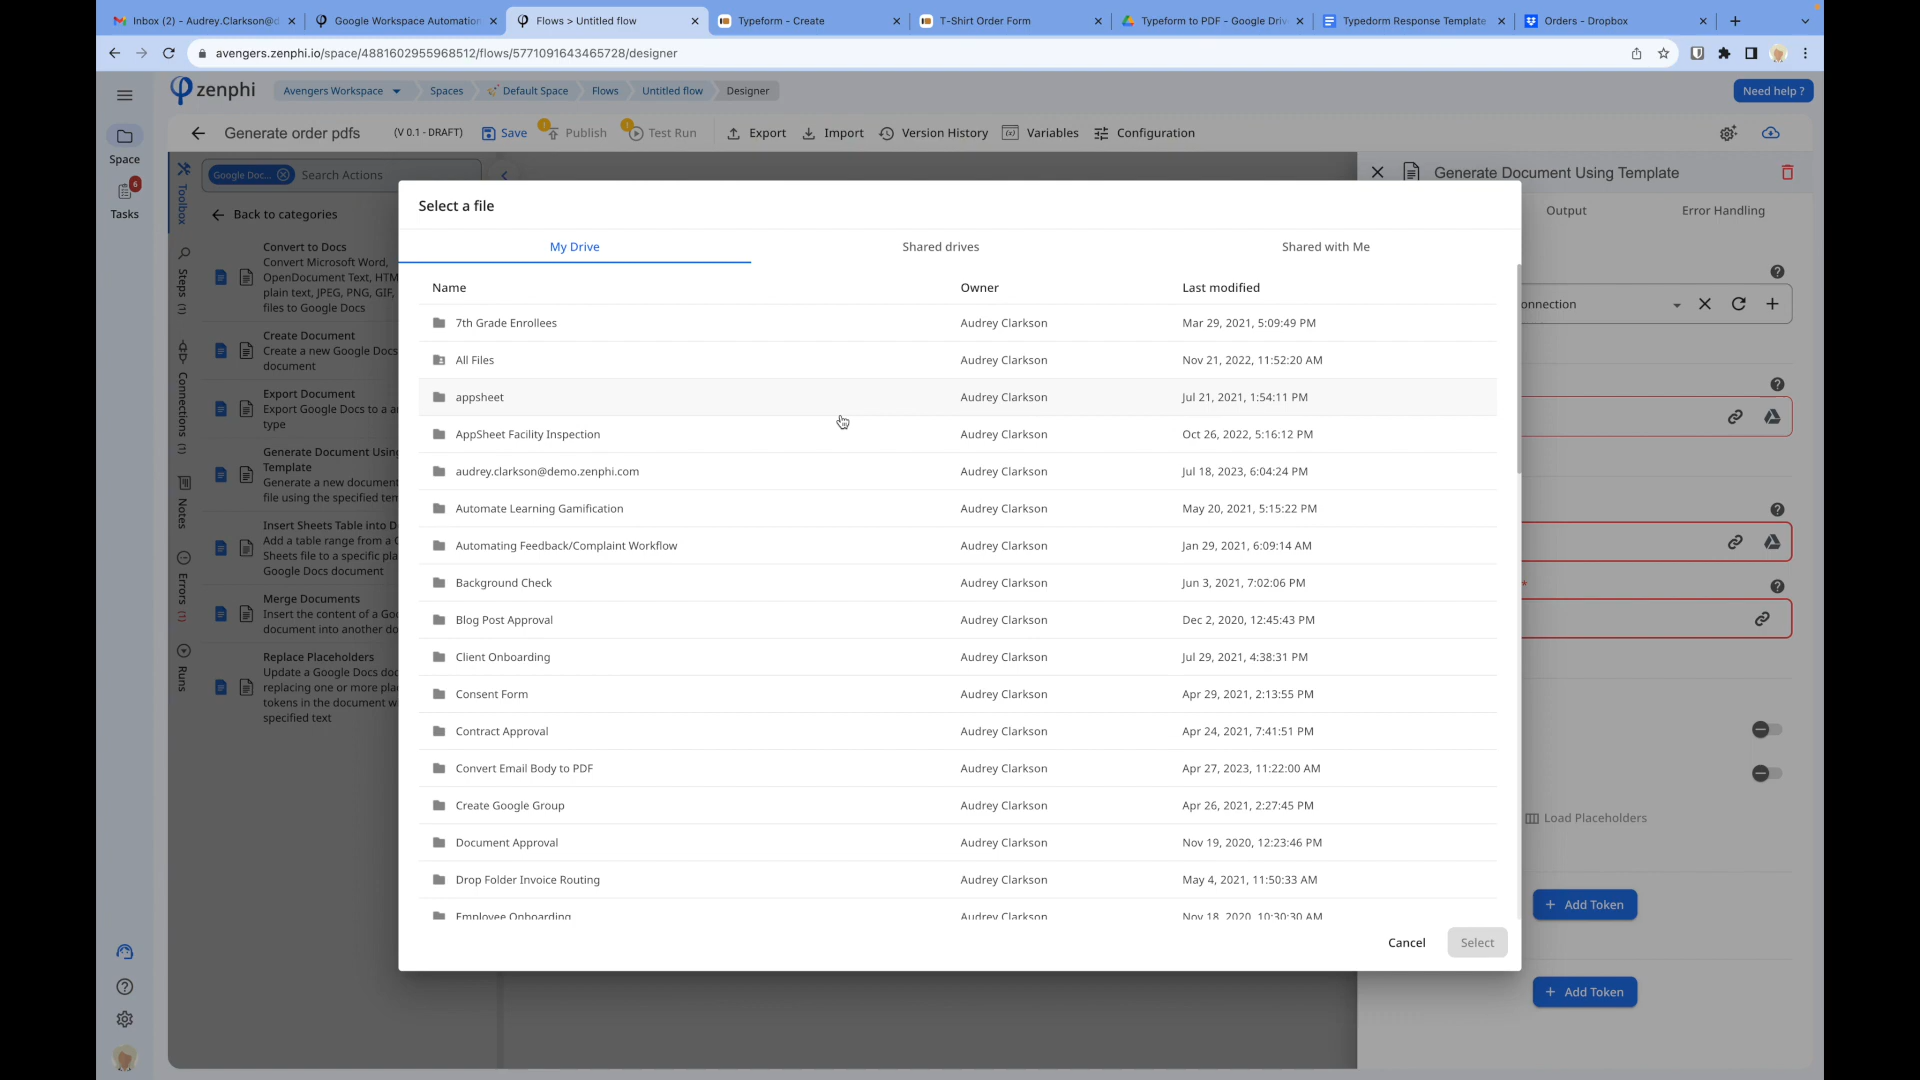 Inbox (2) - Audrey.Clarkson@d
Google Workspace Automation
Flows > Untitled flow
Typeform - Create
T-Shirt Order Form
Typeform to PDF - Google Driv
Typedorm Response Template
Orders - Dropbox
avengers.zenphi.io/space/4881602955968512/flows/5771091643465728/designer
zenphi
Avengers Workspace
Spaces
Default Space
Flows
Untitled flow
Designer
Need help ?
Generate order pdfs
(V 0.1 - DRAFT)
Save
Publish
Test Run
Export
Import
Version History
Variables
Configuration
Space
6
Tasks
Toolbox
Steps (1)
Connections (1)
Notes
Errors (1)
Runs
Google Doc...
Search Actions
Back to categories
Convert to Docs
Convert Microsoft Word,
OpenDocument Text, HTM
plain text, JPEG, PNG, GIF,
files to Google Docs
Create Document
Create a new Google Docs
document
Export Document
Export Google Docs to a
type
Generate Document Usin
Template
Generate a new document
file using the specified tem
Insert Sheets Table into D
Add a table range from a
Sheets file to a specific pla
Google Docs document
Merge Documents
Insert the content of a Goo
document into another do
Replace Placeholders
Update a Google Docs doc
replacing one or more pla
tokens in the document w
specified text
Select a file
My Drive
Shared drives
Shared with Me
Name Owner Last modified
7th Grade Enrollees Audrey Clarkson Mar 29, 2021, 5:09:49 PM
All Files Audrey Clarkson Nov 21, 2022, 11:52:20 AM
appsheet Audrey Clarkson Jul 21, 2021, 1:54:11 PM
AppSheet Facility Inspection Audrey Clarkson Oct 26, 2022, 5:16:12 PM
audrey.clarkson@demo.zenphi.com Audrey Clarkson Jul 18, 2023, 6:04:24 PM
Automate Learning Gamification Audrey Clarkson May 20, 2021, 5:15:22 PM
Automating Feedback/Complaint Workflow Audrey Clarkson Jan 29, 2021, 6:09:14 AM
Background Check Audrey Clarkson Jun 3, 2021, 7:02:06 PM
Blog Post Approval Audrey Clarkson Dec 2, 2020, 12:45:43 PM
Client Onboarding Audrey Clarkson Jul 29, 2021, 4:38:31 PM
Consent Form Audrey Clarkson Apr 29, 2021, 2:13:55 PM
Contract Approval Audrey Clarkson Apr 24, 2021, 7:41:51 PM
Convert Email Body to PDF Audrey Clarkson Apr 27, 2023, 11:22:00 AM
Create Google Group Audrey Clarkson Apr 26, 2021, 2:27:45 PM
Document Approval Audrey Clarkson Nov 19, 2020, 12:23:46 PM
Drop Folder Invoice Routing Audrey Clarkson May 4, 2021, 11:50:33 AM
Employee Onboarding Audrey Clarkson Nov 18, 2020, 10:30:30 AM
Cancel
Select
Generate Document Using Template
Output
Error Handling
onnection
*
Load Placeholders
+ Add Token
+ Add Token